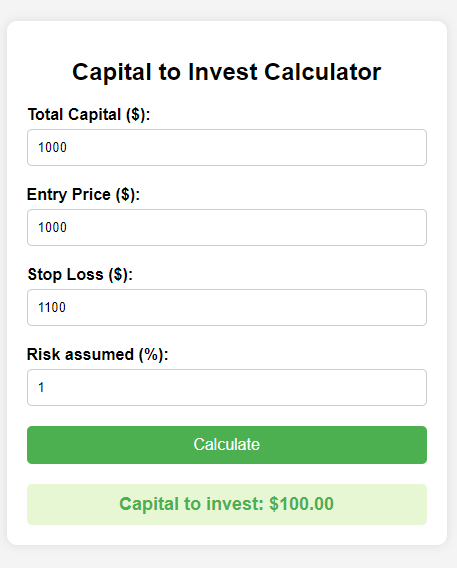 Capital to Invest Calculator
Total Capital ($):
1000
Entry Price ($):
1000
Stop Loss ($):
1100
Risk assumed (%):
1
Calculate
Capital to invest: $100.00